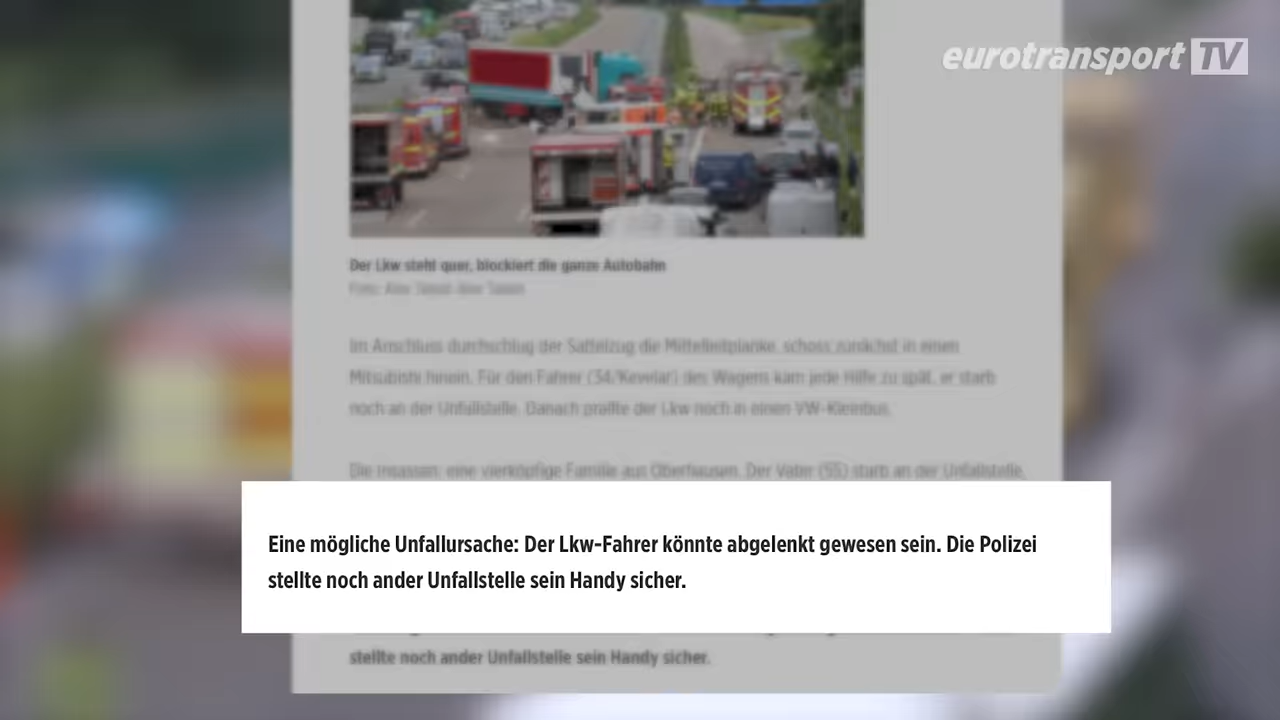 eurotransport TV
Der Lkw steht quer, blockiert die ganze Autobahn
Im Anschluss durchschlug der Sattelzug die Mittelleitplanke, schoss zunächst in einen
Mitsubishi hinein. Für den Fahrer (34/Kevelar) des Wagens kam jede Hilfe zu spät, er starb
noch an der Unfallstelle. Danach prallte der Lkw noch in einen VW-Kleinbus.
Die Insassen: eine vierköpfige Familie aus Oberhausen. Der Vater (55) starb an der Unfallstelle,
Eine mögliche Unfallursache: Der Lkw-Fahrer könnte abgelenkt gewesen sein. Die Polizei
stellte noch ander Unfallstelle sein Handy sicher.
stellte noch ander Unfallstelle sein Handy sicher.